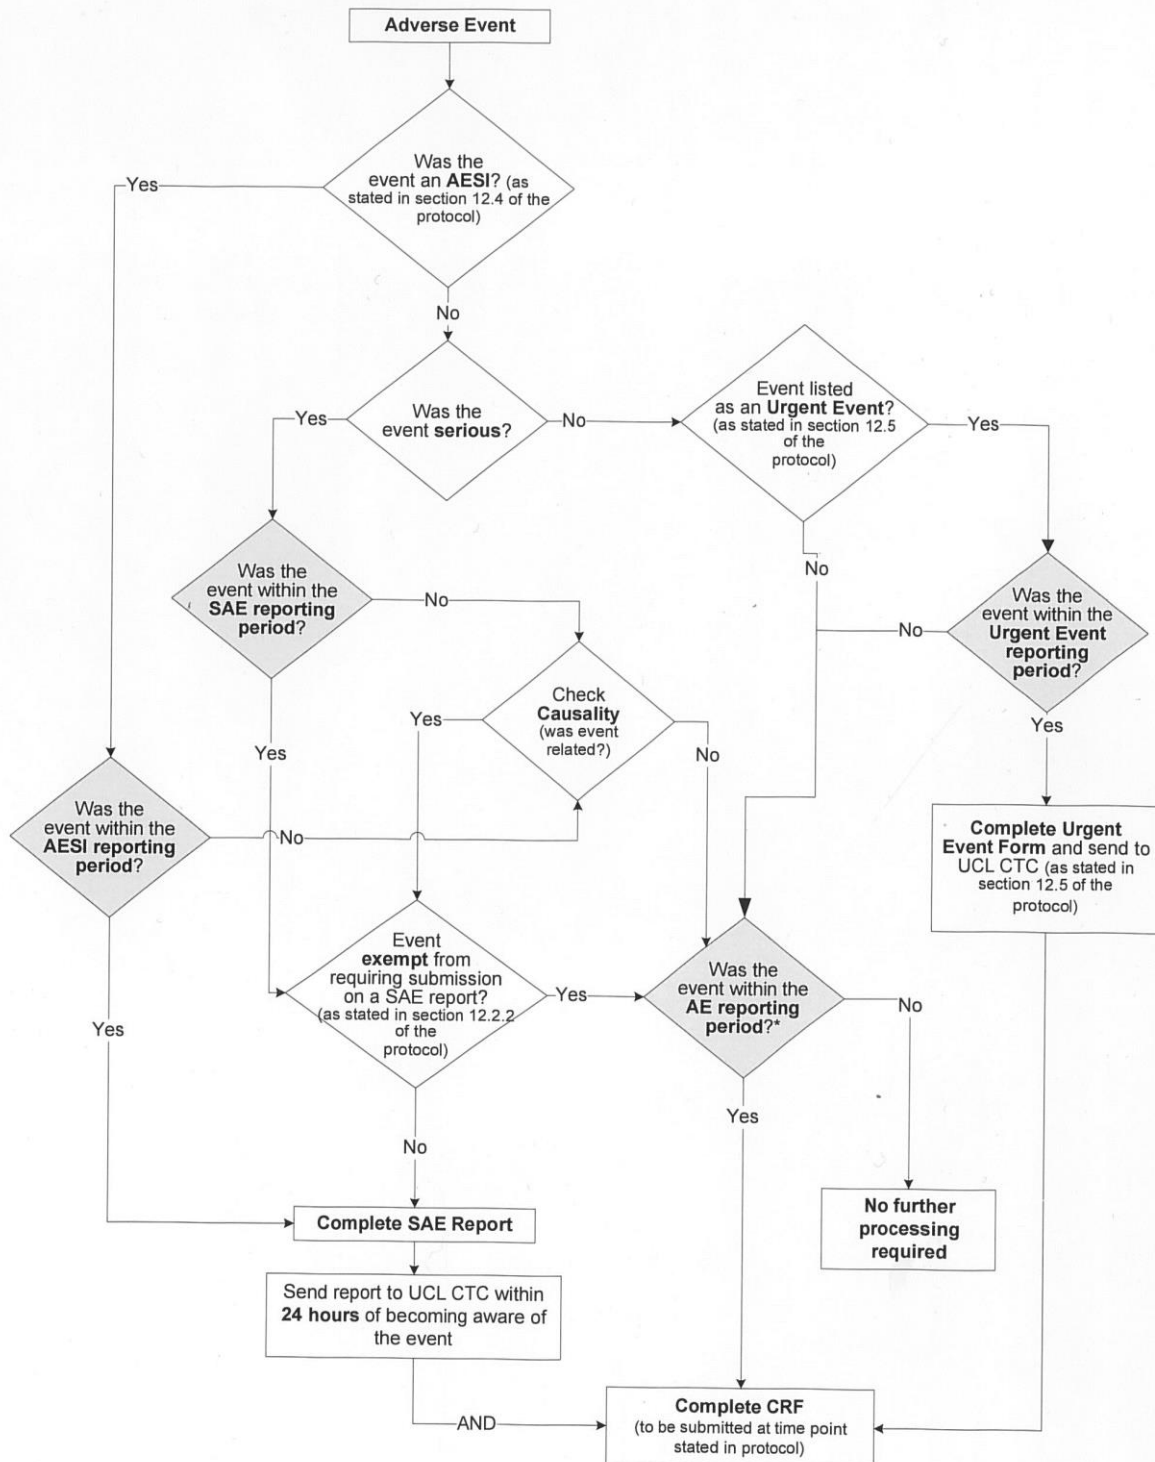 Adverse Event
Was the
event an AESI? (as
stated in section 12.4 of the
protocol)
Yes
No
Was the
event serious?
Yes
No
Event listed
as an Urgent Event?
(as stated in section 12.5
of the
protocol)
Yes
No
Was the
event within the
SAE reporting
period?
No
Yes
Was the
event within the
Urgent Event
reporting
period?
No
Yes
Check
Causality
(was event
related?)
Yes
No
Was the
event within the
AESI reporting
period?
No
Yes
Complete Urgent
Event Form and send to
UCL CTC (as stated in
section 12.5 of the
protocol)
Event
exempt from
requiring submission
on a SAE report?
(as stated in section 12.2.2
of the
protocol)
Yes
No
Was the
event within the
AE reporting
period?*
No
Yes
Complete SAE Report
No further
processing
required
Send report to UCL CTC within
24 hours of becoming aware of
the event
AND
Complete CRF
(to be submitted at time point
stated in protocol)